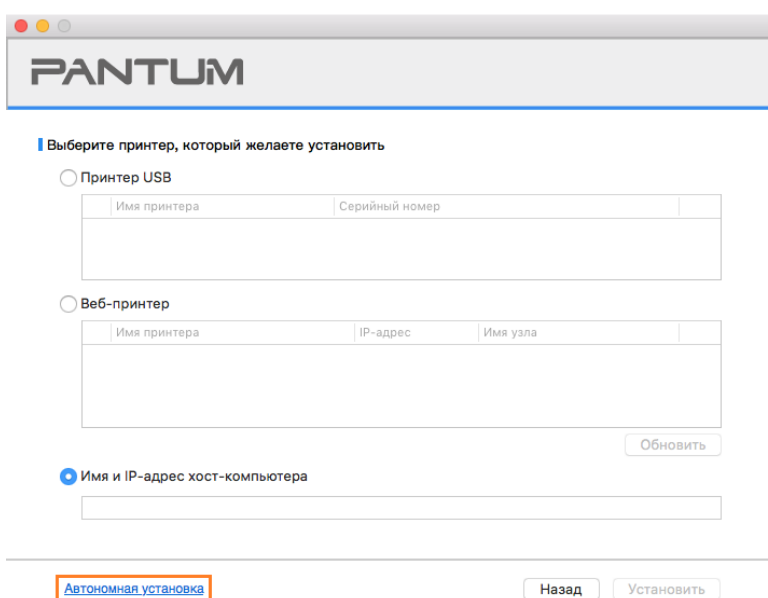 PANTUM
Выберите принтер, который желаете установить
Принтер USB
Имя принтера Серийный номер
Веб-принтер
Имя принтера IP-адрес Имя узла
Обновить
Имя и IP-адрес хост-компьютера
Автономная установка Назад Установить